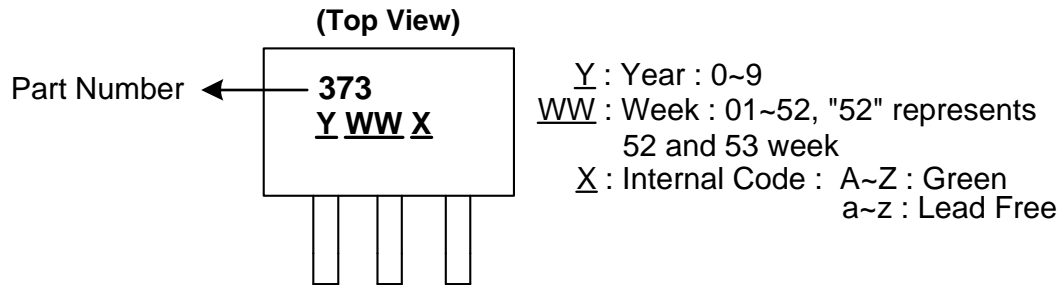 (Top View)
Part Number
373
Y WW X
Y : Year : 0~9
WW : Week : 01~52, "52" represents
52 and 53 week
X : Internal Code : A~Z : Green
a~z : Lead Free